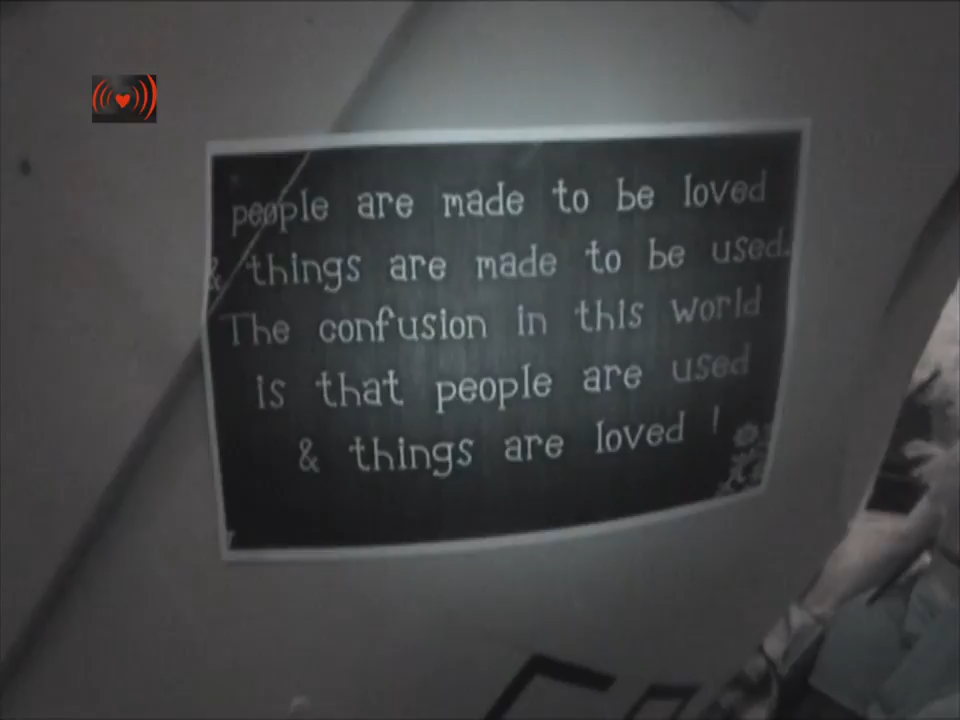 people are made to be loved
& things are made to be used.
The confusion in this world
is that people are used
& things are loved !